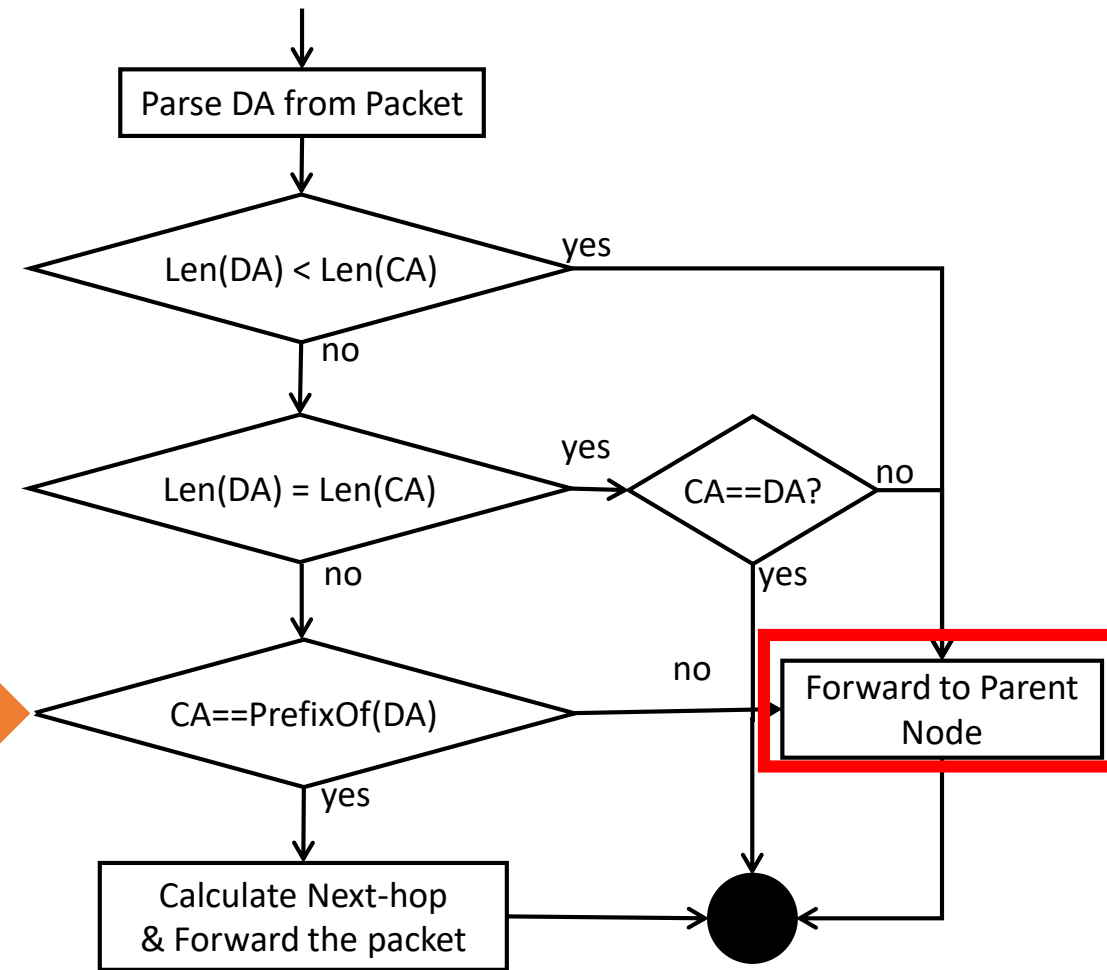 Parse DA from Packet
Len(DA) < Len(CA)
yes
no
Len(DA) = Len(CA)
yes
CA==DA?
no
no
yes
CA==PrefixOf(DA)
no
Forward to Parent
Node
yes
Calculate Next-hop
& Forward the packet